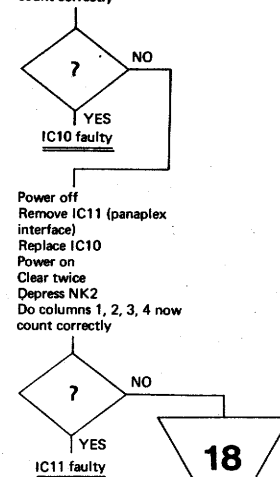 count correctly
?
NO
YES
IC10 faulty
Power off
Remove IC11 (panaplex
interface)
Replace IC10
Power on
Clear twice
Depress NK2
Do columns 1, 2, 3, 4 now
count correctly
?
NO
YES
IC11 faulty
18